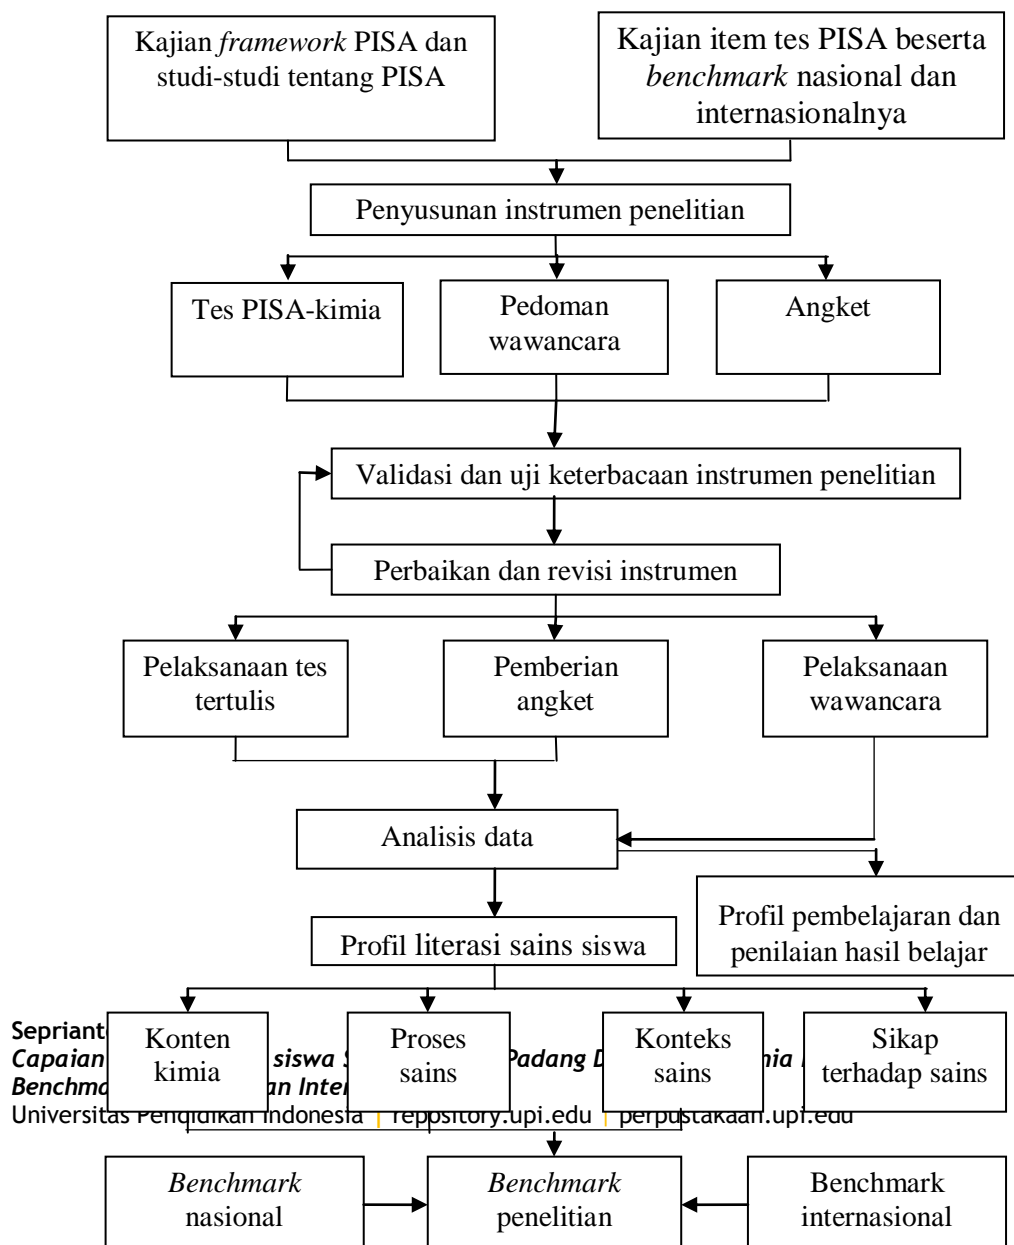 Kajian framework PISA dan
studi-studi tentang PISA
Kajian item tes PISA beserta
benchmark nasional dan
internasionalnya
Penyusunan instrumen penelitian
Tes PISA-kimia
Pedoman
wawancara
Angket
Validasi dan uji keterbacaan instrumen penelitian
Perbaikan dan revisi instrumen
Pelaksanaan tes
tertulis
Pemberian
angket
Pelaksanaan
wawancara
Analisis data
Profil pembelajaran dan
penilaian hasil belajar
Profil literasi sains siswa
Konten
kimia
Proses
sains
Konteks
sains
Sikap
terhadap sains
Capaian siswa Padang
Universitas Pendidikan Indonesia | repository.upi.edu | perpustakaan.upi.edu
Benchmark
nasional
Benchmark
penelitian
Benchmark
internasional